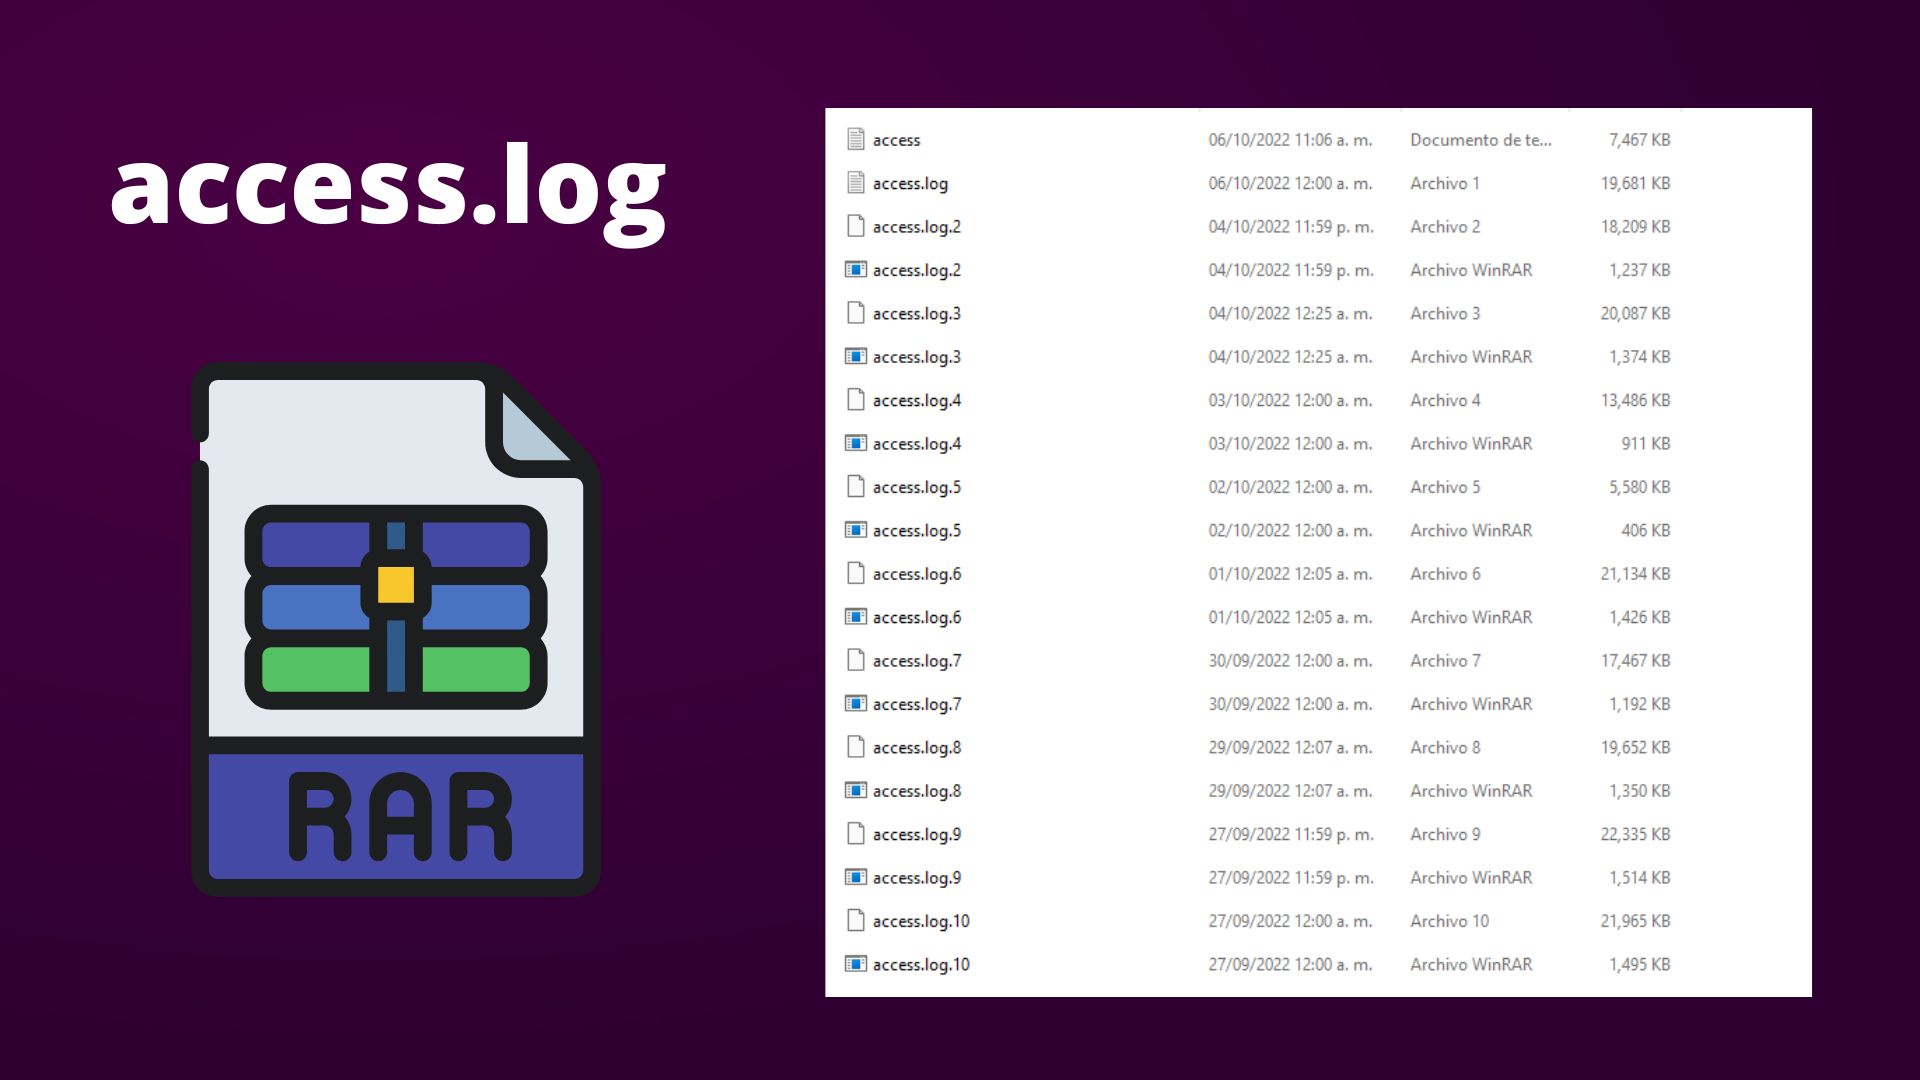 access.log
RAR
access 06/10/2022 11:06 a. m. Documento de te... 7,467 KB
access.log 06/10/2022 12:00 a. m. Archivo 1 19,681 KB
access.log.2 04/10/2022 11:59 p. m. Archivo 2 18,209 KB
access.log.2 04/10/2022 11:59 p. m. Archivo WinRAR 1,237 KB
access.log.3 04/10/2022 12:25 a. m. Archivo 3 20,087 KB
access.log.3 04/10/2022 12:25 a. m. Archivo WinRAR 1,374 KB
access.log.4 03/10/2022 12:00 a. m. Archivo 4 13,486 KB
access.log.4 03/10/2022 12:00 a. m. Archivo WinRAR 911 KB
access.log.5 02/10/2022 12:00 a. m. Archivo 5 5,580 KB
access.log.5 02/10/2022 12:00 a. m. Archivo WinRAR 406 KB
access.log.6 01/10/2022 12:05 a. m. Archivo 6 21,134 KB
access.log.6 01/10/2022 12:05 a. m. Archivo WinRAR 1,426 KB
access.log.7 30/09/2022 12:00 a. m. Archivo 7 17,467 KB
access.log.7 30/09/2022 12:00 a. m. Archivo WinRAR 1,192 KB
access.log.8 29/09/2022 12:07 a. m. Archivo 8 19,652 KB
access.log.8 29/09/2022 12:07 a. m. Archivo WinRAR 1,350 KB
access.log.9 27/09/2022 11:59 p. m. Archivo 9 22,335 KB
access.log.9 27/09/2022 11:59 p. m. Archivo WinRAR 1,514 KB
access.log.10 27/09/2022 12:00 a. m. Archivo 10 21,965 KB
access.log.10 27/09/2022 12:00 a. m. Archivo WinRAR 1,495 KB